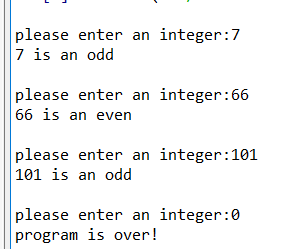 please enter an integer:7
7 is an odd
please enter an integer:66
66 is an even
please enter an integer:101
101 is an odd
please enter an integer:0
program is over!